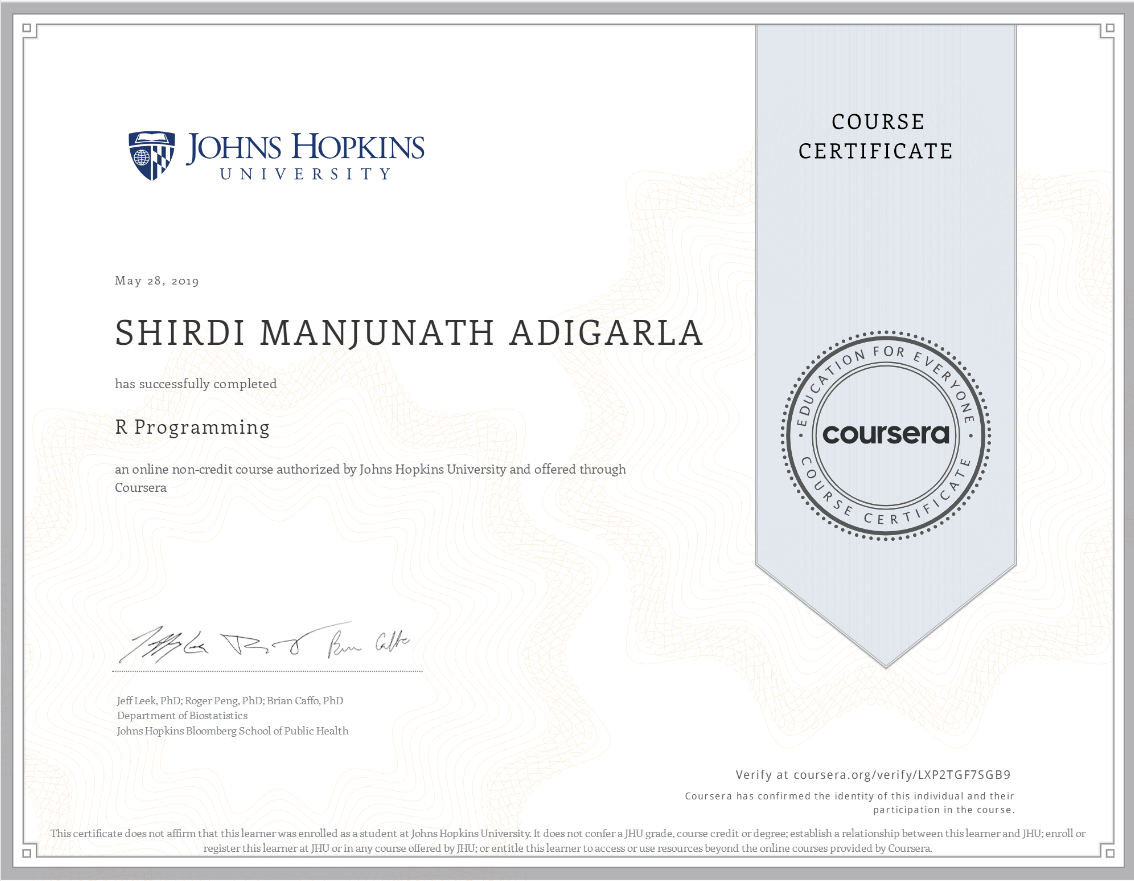 JOHNS HOPKINS
UNIVERSITY
COURSE
CERTIFICATE
May 28, 2019
SHIRDI MANJUNATH ADIGARLA
has successfully completed
R Programming
an online non-credit course authorized by Johns Hopkins University and offered through
Coursera
EDUCATION FOR EVERYONE
coursera
COURSE CERTIFICATE
Jeff Leek, PhD; Roger Peng, PhD; Brian Caffo, PhD
Department of Biostatistics
Johns Hopkins Bloomberg School of Public Health
Verify at coursera.org/verify/LXP2TGF7SGB9
Coursera has confirmed the identity of this individual and their
participation in the course.
This certificate does not affirm that this learner was enrolled as a student at Johns Hopkins University. It does not confer a JHU grade, course credit or degree; establish a relationship between this learner and JHU; enroll or
register this learner at JHU or in any course offered by JHU; or entitle this learner to access or use resources beyond the online courses provided by Coursera.